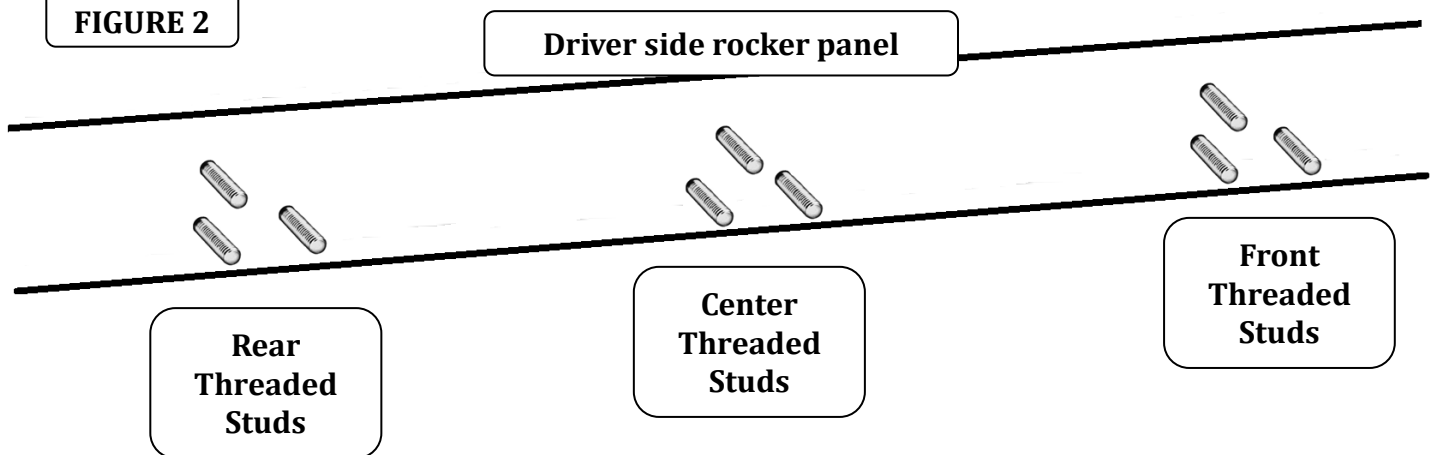 FIGURE 2
Driver side rocker panel
Front
Threaded
Studs
Center
Threaded
Studs
Rear
Threaded
Studs